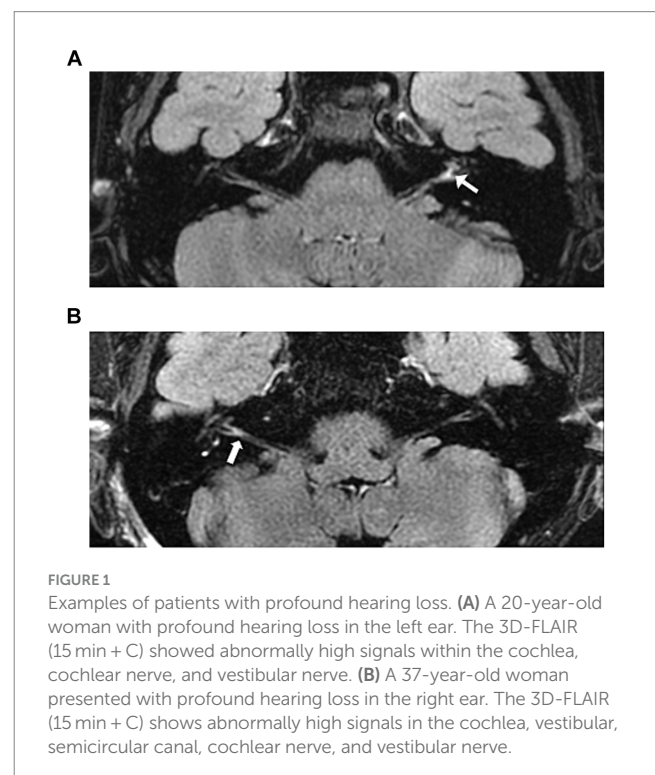 A
B
FIGURE 1
Examples of patients with profound hearing loss. (A) A 20-year-old
woman with profound hearing loss in the left ear. The 3D-FLAIR
(15 min + C) showed abnormally high signals within the cochlea,
cochlear nerve, and vestibular nerve. (B) A 37-year-old woman
presented with profound hearing loss in the right ear. The 3D-FLAIR
(15 min + C) shows abnormally high signals in the cochlea, vestibular,
semicircular canal, cochlear nerve, and vestibular nerve.